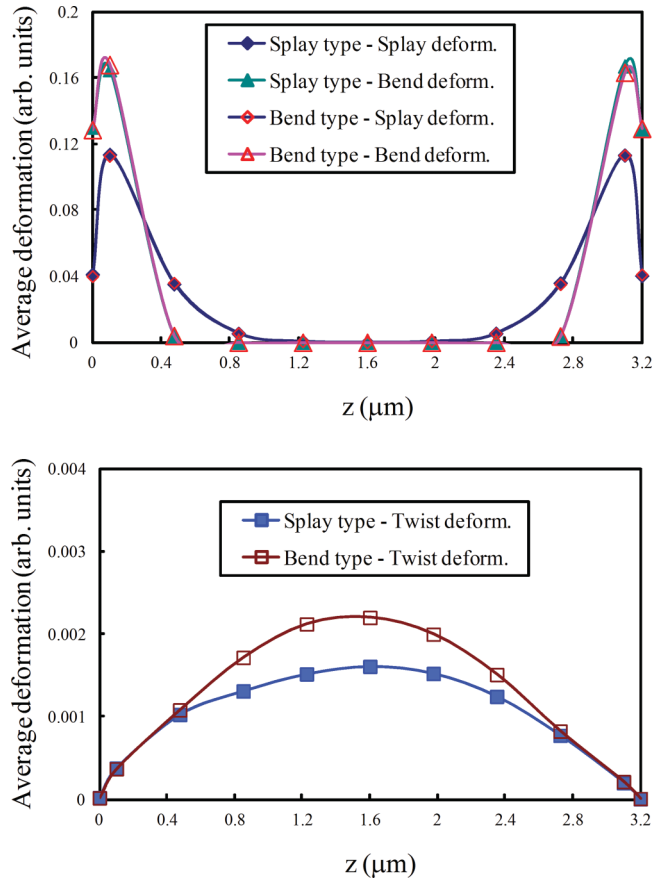 Average deformation (arb. units)
0.2
0.16
0.12
0.08
0.04
0
Splay type - Splay deform.
Splay type - Bend deform.
Bend type - Splay deform.
Bend type - Bend deform.
0 0.4 0.8 1.2 1.6 2 2.4 2.8 3.2
z (μm)
Average deformation (arb. units)
0.004
0.003
0.002
0.001
0
Splay type - Twist deform.
Bend type - Twist deform.
0 0.4 0.8 1.2 1.6 2 2.4 2.8 3.2
z (μm)